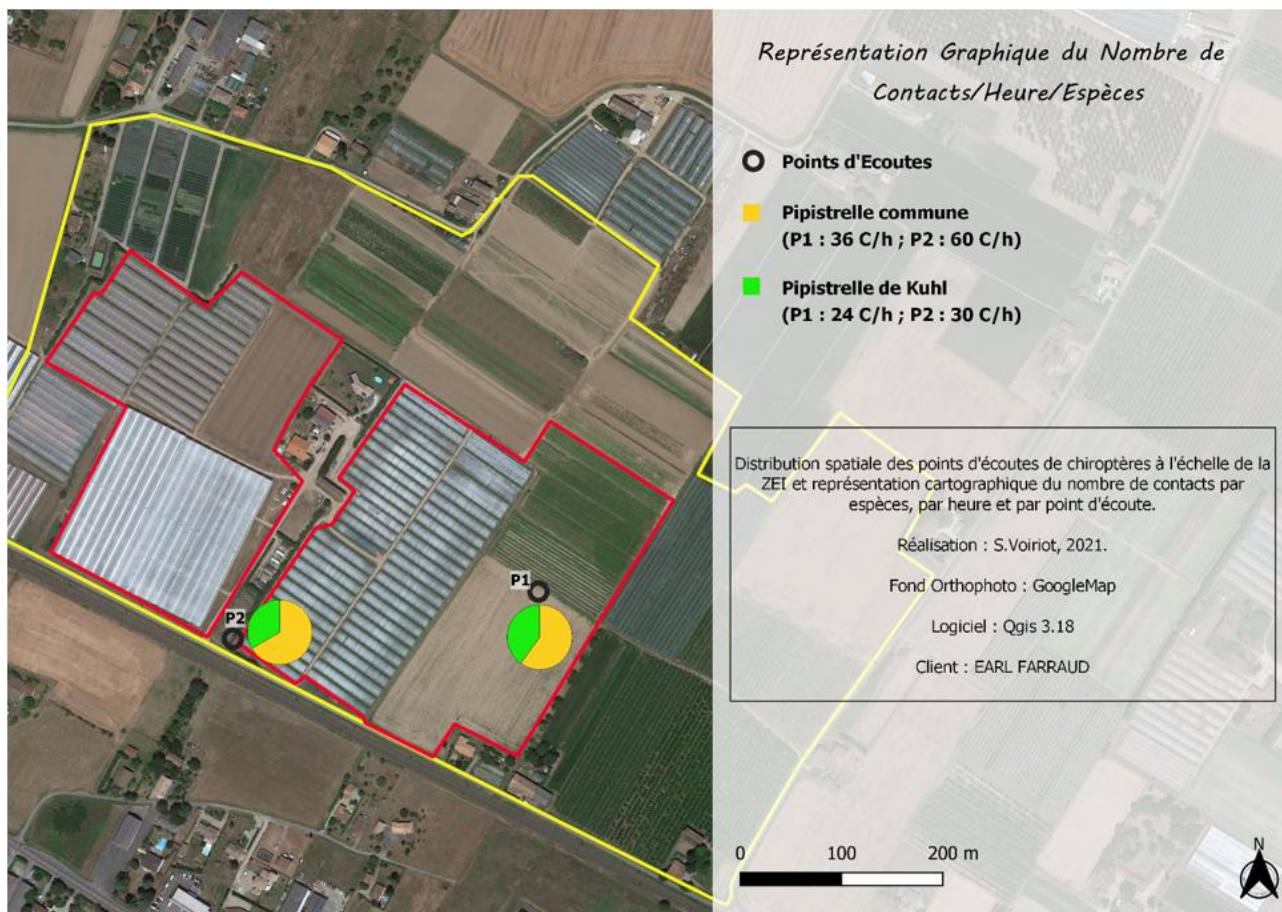 Représentation Graphique du Nombre de
Contacts/Heure/Espèces
Points d'Ecoutes
Pipistrelle commune
(P1 : 36 C/h ; P2 : 60 C/h)
Pipistrelle de Kuhl
(P1 : 24 C/h ; P2 : 30 C/h)
Distribution spatiale des points d'écoutes de chiroptères à l'échelle de la
ZEI et représentation cartographique du nombre de contacts par
espèces, par heure et par point d'écoute.
Réalisation : S.Voiriot, 2021.
Fond Orthophoto : GoogleMap
Logiciel : Qgis 3.18
Client : EARL FARRAUD
P1
P2
0 100 200 m
N